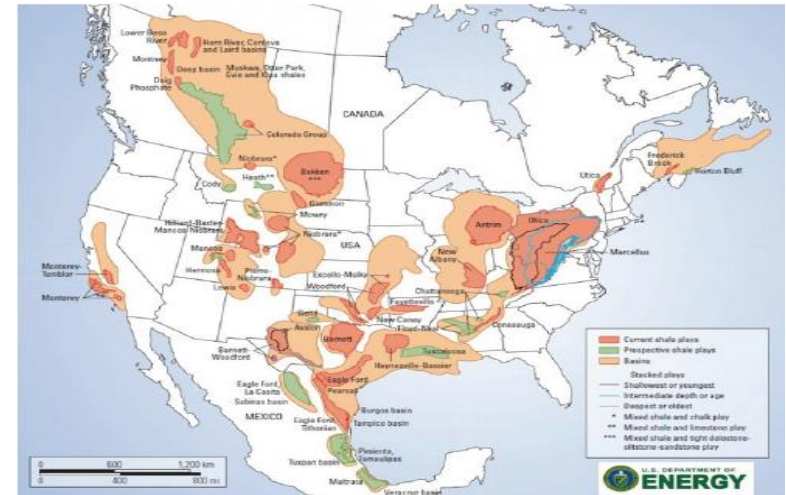 Lower Besa
River
Horn River, Cordova
and Laird basins
Montney
Deep basin
Muskwa, Otter Park,
Evie and Klua shales
Doig
Phosphate
CANADA
Colorado Group
Niobrara*
Heath**
Bakken
***
Cody
Gammon
Mowry
Hilliard-Baxter-
Mancos-Niobrara
Niobrara*
USA
Mancos
Hermosa
Pierre-
Niobrara
Lewis
Monterey-
Temblor
Monterey
Excello-Mulky
Woodford
Fayetteville
New Caney
Floyd-Neal
Bend
Avalon
Barnett
Barnett-
Woodford
Antrim
New
Albany
Chattanooga
Conasauga
Utica
Marcellus
Utica
Frederick
Brook
Horton Bluff
Tuscaloosa
Haynesville-Bossier
Eagle Ford
Pearsall
Eagle Ford
La Casita
Sabinas basin
MEXICO
Eagle Ford
Tithonian
Burgos basin
Tampico basin
Pimienta,
Tamaulipas
Tuxpan basin
Maltrata
Veracruz basin
Current shale plays
Prospective shale plays
Basins
Stacked plays
Shallowest or youngest
Intermediate depth or age
Deepest or oldest
* Mixed shale and chalk play
** Mixed shale and limestone play
*** Mixed shale and tight dolostone-
siltstone-sandstone play
0 600 1,200 km
0 400 800 mi
U.S. DEPARTMENT OF
ENERGY